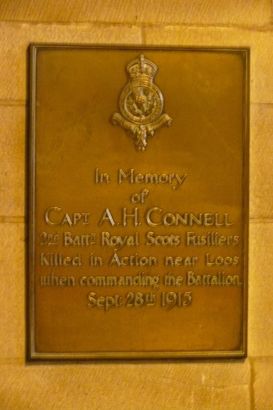 In Memory
of
CAPT A.H. CONNELL
2nd Battn Royal Scots Fusiliers
Killed in Action near Loos
when commanding the Battalion.
Sept 28th 1915